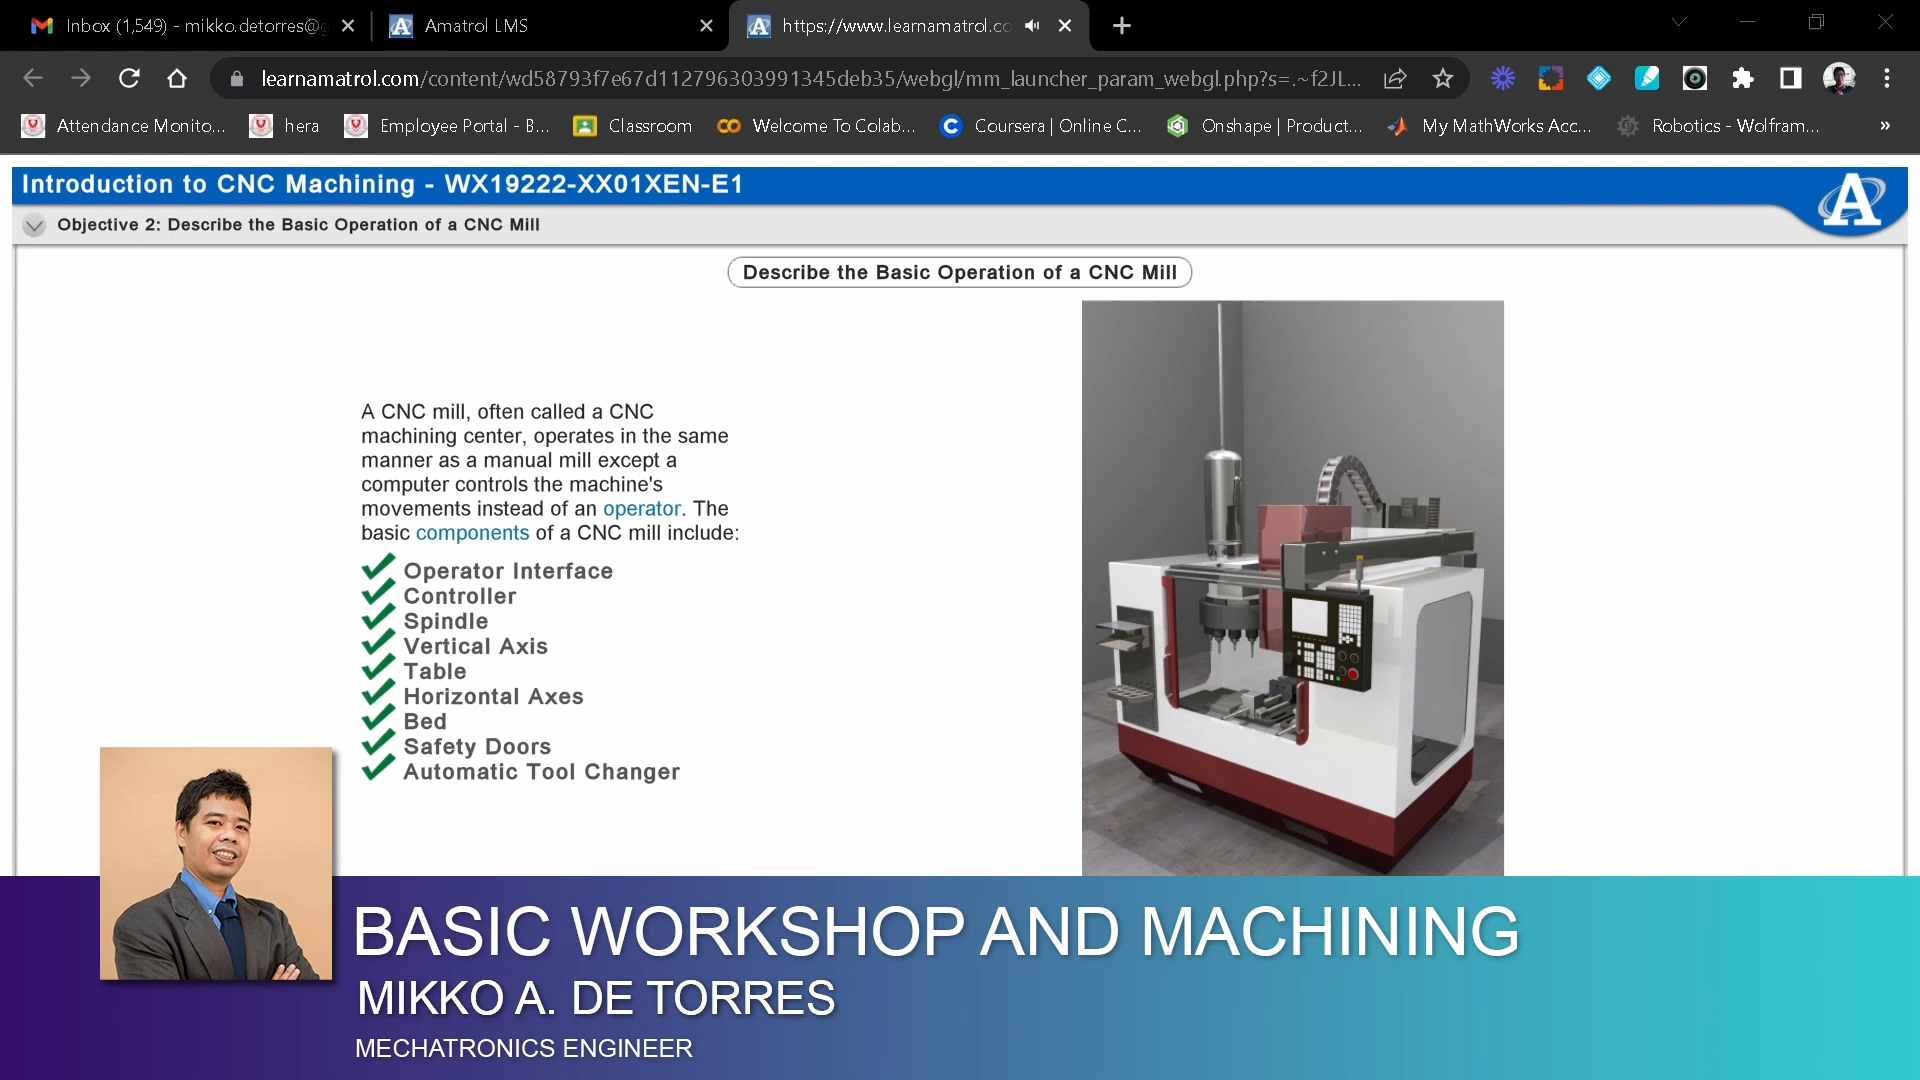 Inbox (1,549) - mikko.detorres@g
Amatrol LMS
https://www.learnamatrol.co
learnamatrol.com/content/wd58793f7e67d112796303991345deb35/webgl/mm_launcher_param_webgl.php?s=.~f2JL...
Attendance Monito...
hera
Employee Portal - B...
Classroom
Welcome To Colab...
Coursera | Online C...
Onshape | Product...
My MathWorks Acc...
Robotics - Wolfram...
»
Introduction to CNC Machining - WX19222-XX01XEN-E1
A
Objective 2: Describe the Basic Operation of a CNC Mill
Describe the Basic Operation of a CNC Mill
A CNC mill, often called a CNC
machining center, operates in the same
manner as a manual mill except a
computer controls the machine's
movements instead of an operator. The
basic components of a CNC mill include:
Operator Interface
Controller
Spindle
Vertical Axis
Table
Horizontal Axes
Bed
Safety Doors
Automatic Tool Changer
BASIC WORKSHOP AND MACHINING
MIKKO A. DE TORRES
MECHATRONICS ENGINEER